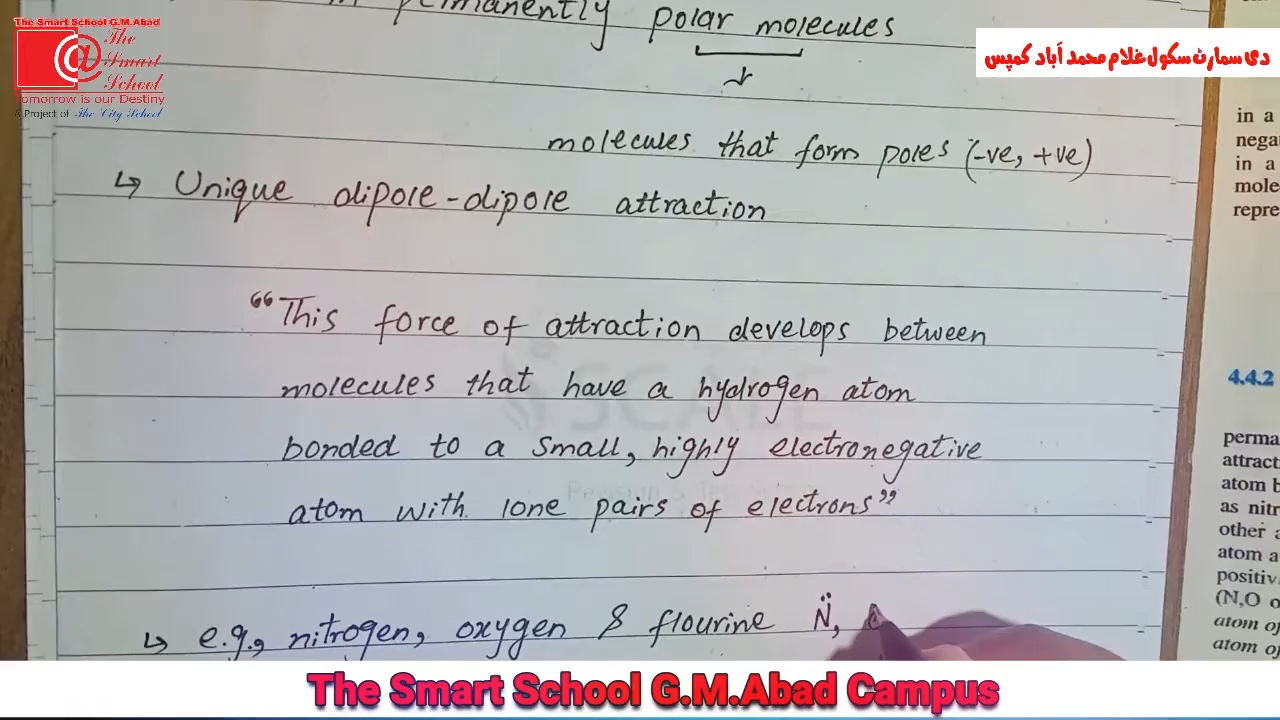 The Smart School G.M.Abad
The
Smart
School
Tomorrow is our Destiny
A Project of The City School
دی سمارٹ سکول غلام محمد آباد کمپس
permanently polar molecules
molecules that form poles (-ve, +ve)
↳ Unique dipole-dipole attraction
"This force of attraction develops between
molecules that have a hydrogen atom
bonded to a small, highly electronegative
atom with lone pairs of electrons"
↳ e.g., nitrogen, oxygen & flourine N̈,
in a
nega
in a
mole
repre
4.4.2
perma
attract
atom b
as nitr
other a
atom a
positiv
(N,O o
atom of
atom of
The Smart School G.M.Abad Campus